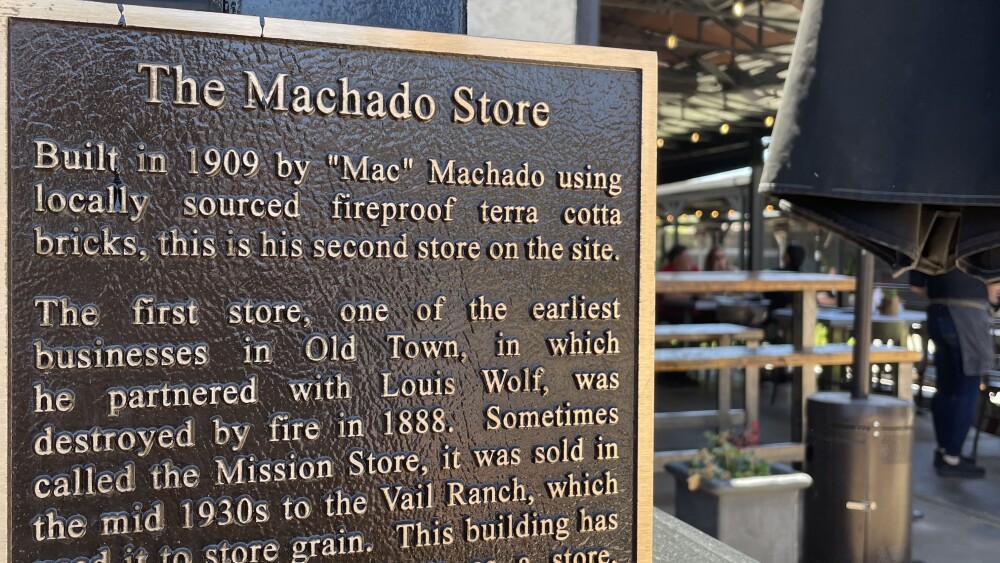 The Machado Store
Built in 1909 by "Mac" Machado using
locally sourced fireproof terra cotta
bricks, this is his second store on the site.
The first store, one of the earliest
businesses in Old Town, in which
he partnered with Louis Wolf, was
destroyed by fire in 1888. Sometimes
called the Mission Store, it was sold in
the mid 1930s to the Vail Ranch, which
it to store grain. This building has
a store,